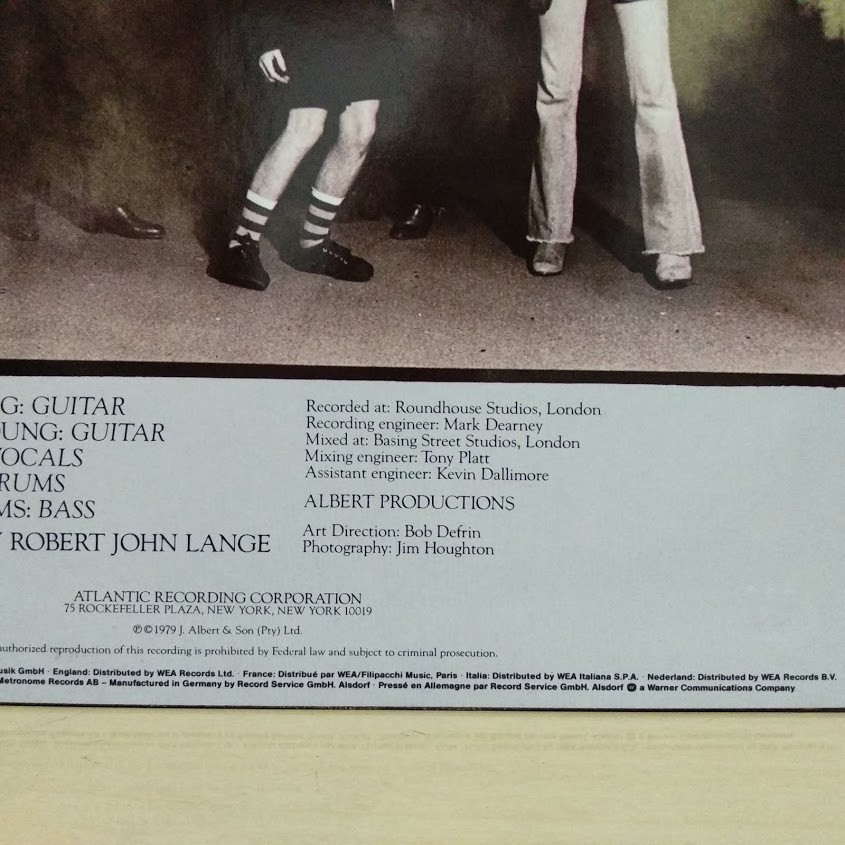 G: GUITAR
OUNG: GUITAR
VOCALS
RUMS
MS: BASS
Y ROBERT JOHN LANGE
Recorded at: Roundhouse Studios, London
Recording engineer: Mark Dearney
Mixed at: Basing Street Studios, London
Mixing engineer: Tony Platt
Assistant engineer: Kevin Dallimore
ALBERT PRODUCTIONS
Art Direction: Bob Defrin
Photography: Jim Houghton
ATLANTIC RECORDING CORPORATION
75 ROCKEFELLER PLAZA, NEW YORK, NEW YORK 10019
℗©1979 J. Albert & Son (Pty) Ltd.
uthorized reproduction of this recording is prohibited by Federal law and subject to criminal prosecution.
usik GmbH · England: Distributed by WEA Records Ltd. · France: Distribué par WEA/Filipacchi Music, Paris · Italia: Distributed by WEA Italiana S.P.A. · Nederland: Distributed by WEA Records B.V.
Metronome Records AB – Manufactured in Germany by Record Service GmbH. Alsdorf · Pressé en Allemagne par Record Service GmbH. Alsdorf a Warner Communications Company